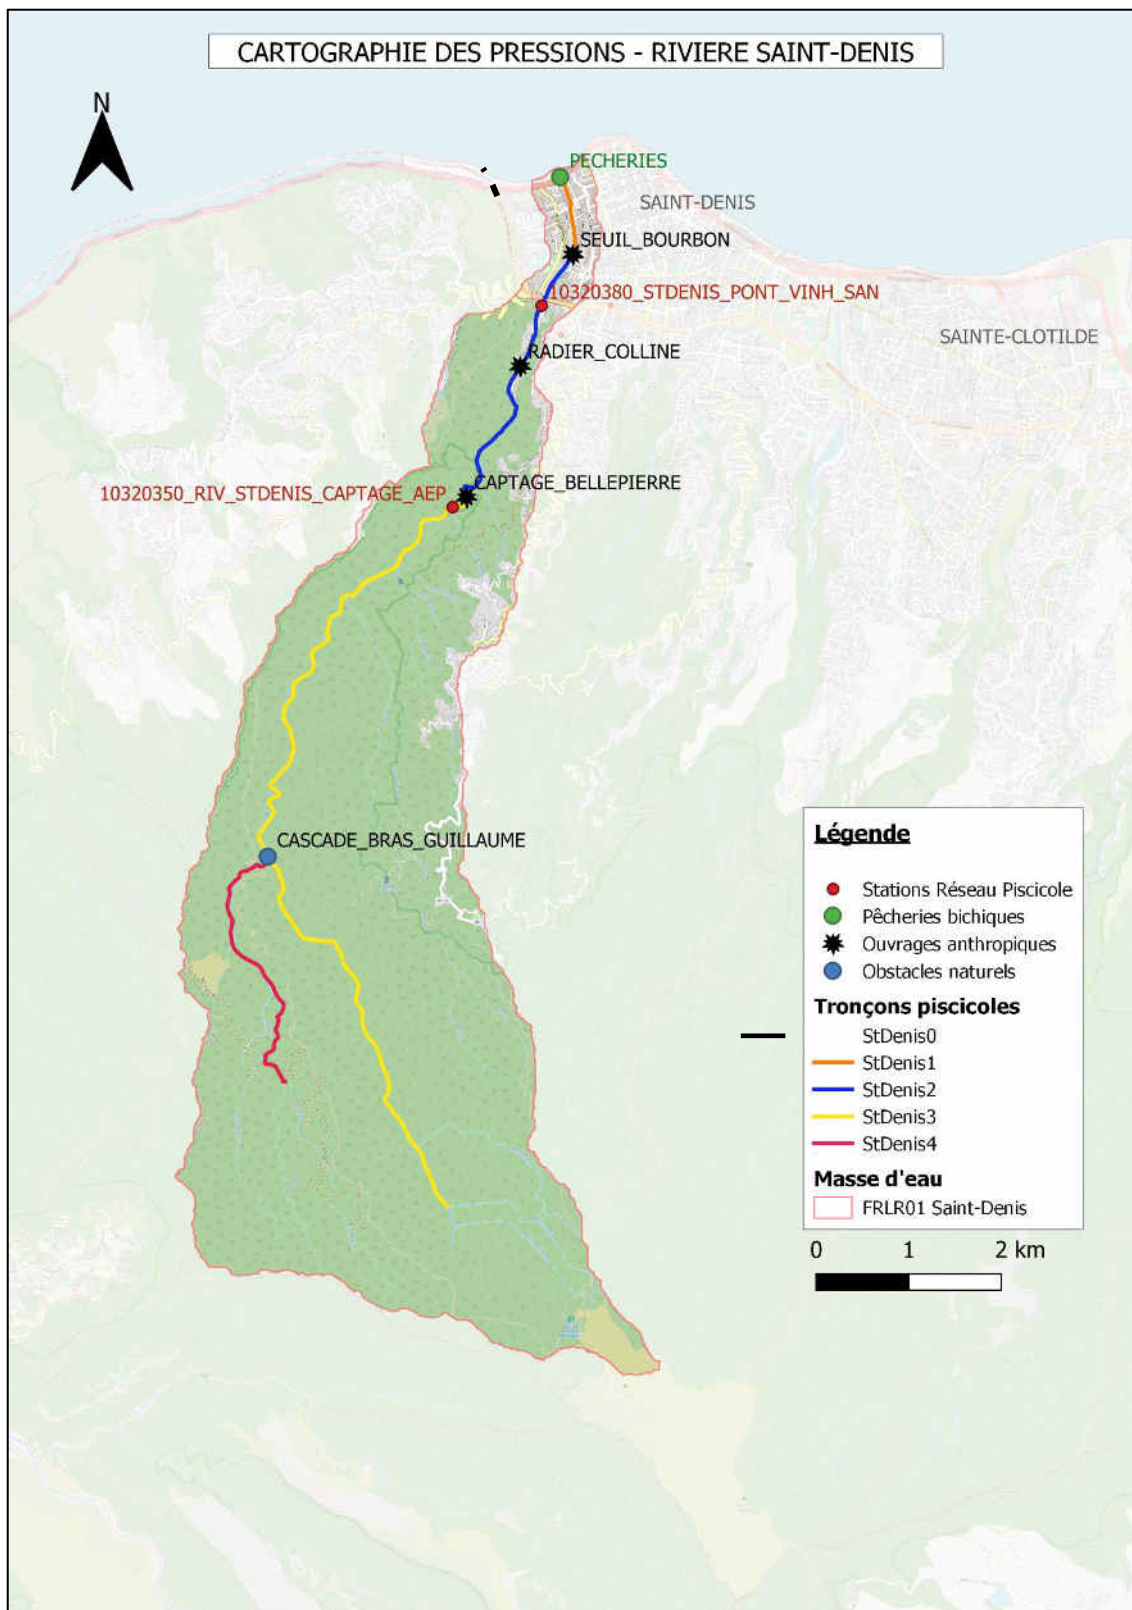 CARTOGRAPHIE DES PRESSIONS - RIVIERE SAINT-DENIS
N
PECHERIES
SAINT-DENIS
SEUIL_BOURBON
10320380_STDENIS_PONT_VINH_SAN
SAINTE-CLOTILDE
RADIER_COLLINE
CAPTAGE_BELLEPIERRE
10320350_RIV_STDENIS_CAPTAGE_AEP
CASCADE_BRAS_GUILLAUME
Légende
Stations Réseau Piscicole
Pêcheries bichiques
Ouvrages anthropiques
Obstacles naturels
Tronçons piscicoles
StDenis0
StDenis1
StDenis2
StDenis3
StDenis4
Masse d'eau
FRLR01 Saint-Denis
0 1 2 km